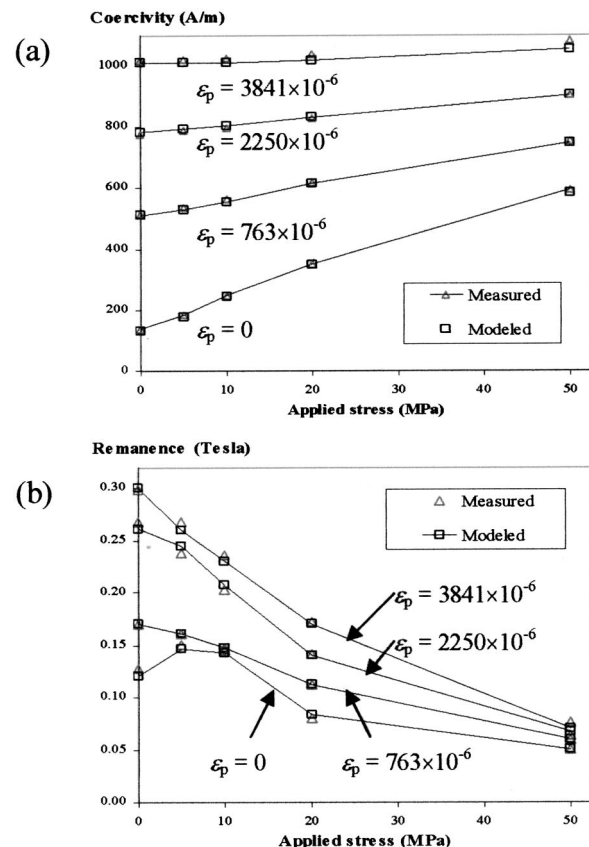 Coercivity (A/m)
(a)
1000
800
600
400
200
0
εp = 3841×10⁻⁶
εp = 2250×10⁻⁶
εp = 763×10⁻⁶
εp = 0
Measured
Modeled
0 10 20 30 40 50
Applied stress (MPa)
Remanence (Tesla)
(b)
0.30
0.25
0.20
0.15
0.10
0.05
0.00
Measured
Modeled
εp = 3841×10⁻⁶
εp = 2250×10⁻⁶
εp = 0
εp = 763×10⁻⁶
0 10 20 30 40 50
Applied stress (MPa)